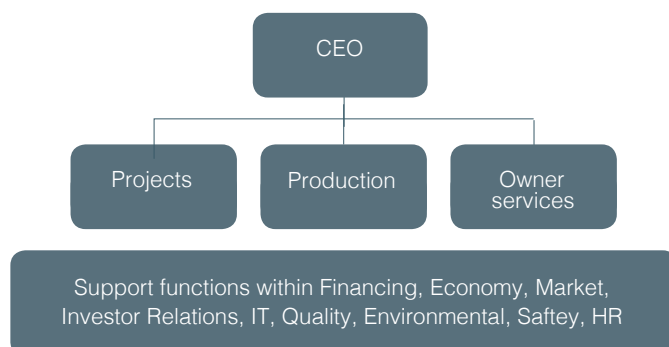 CEO
Projects
Production
Owner
services
Support functions within Financing, Economy, Market,
Investor Relations, IT, Quality, Environmental, Saftey, HR